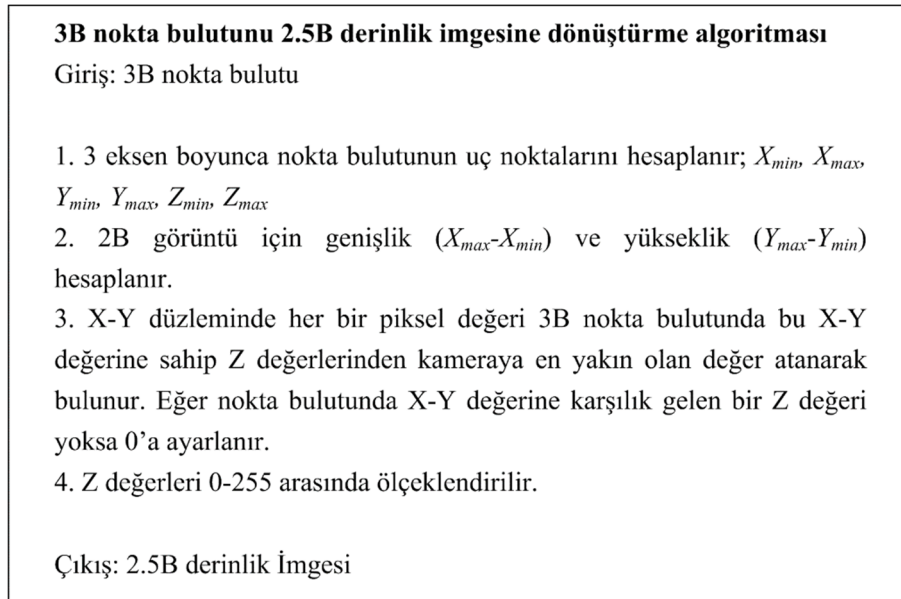 3B nokta bulutunu 2.5B derinlik imgesine dönüştürme algoritması
Giriş: 3B nokta bulutu
1. 3 eksen boyunca nokta bulutunun uç noktalarını hesaplanır; Xmin, Xmax,
Ymin, Ymax, Zmin, Zmax
2. 2B görüntü için genişlik (Xmax-Xmin) ve yükseklik (Ymax-Ymin)
hesaplanır.
3. X-Y düzleminde her bir piksel değeri 3B nokta bulutunda bu X-Y
değerine sahip Z değerlerinden kameraya en yakın olan değer atanarak
bulunur. Eğer nokta bulutunda X-Y değerine karşılık gelen bir Z değeri
yoksa 0’a ayarlanır.
4. Z değerleri 0-255 arasında ölçeklendirilir.
Çıkış: 2.5B derinlik İmgesi